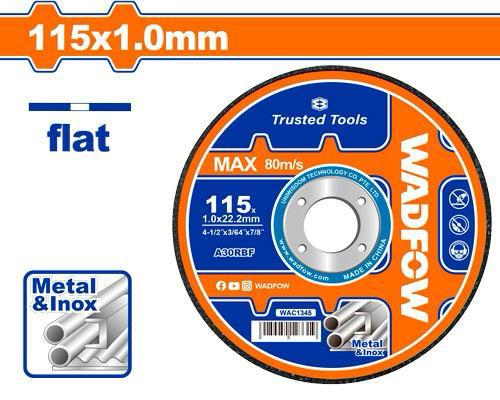 115x1.0mm
flat
Metal
&Inox
Trusted Tools
MAX 80m/s
115x
1.0x22.2mm
4-1/2"x3/64"x7/8"
A30RBF
UNIWISDOM TECHNOLOGY CO. PTE. LTD.
www.wadfow.com
MADE IN CHINA
WADFOW
WADFOW
WAC1345
Metal
&Inox